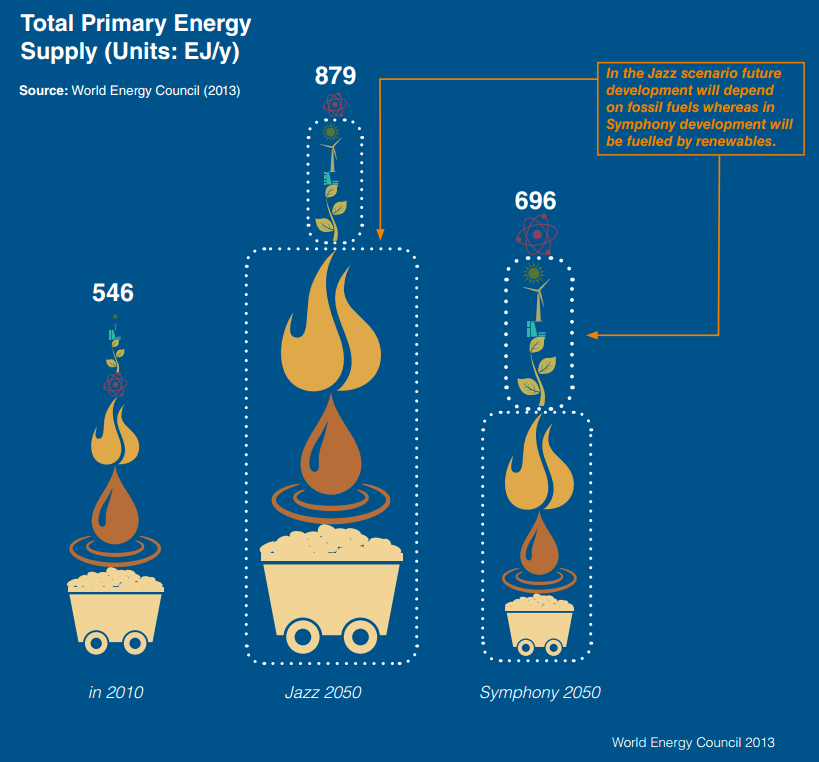 Total Primary Energy
Supply (Units: EJ/y)
Source: World Energy Council (2013)
879
In the Jazz scenario future
development will depend
on fossil fuels whereas in
Symphony development will
be fuelled by renewables.
696
546
in 2010
Jazz 2050
Symphony 2050
World Energy Council 2013